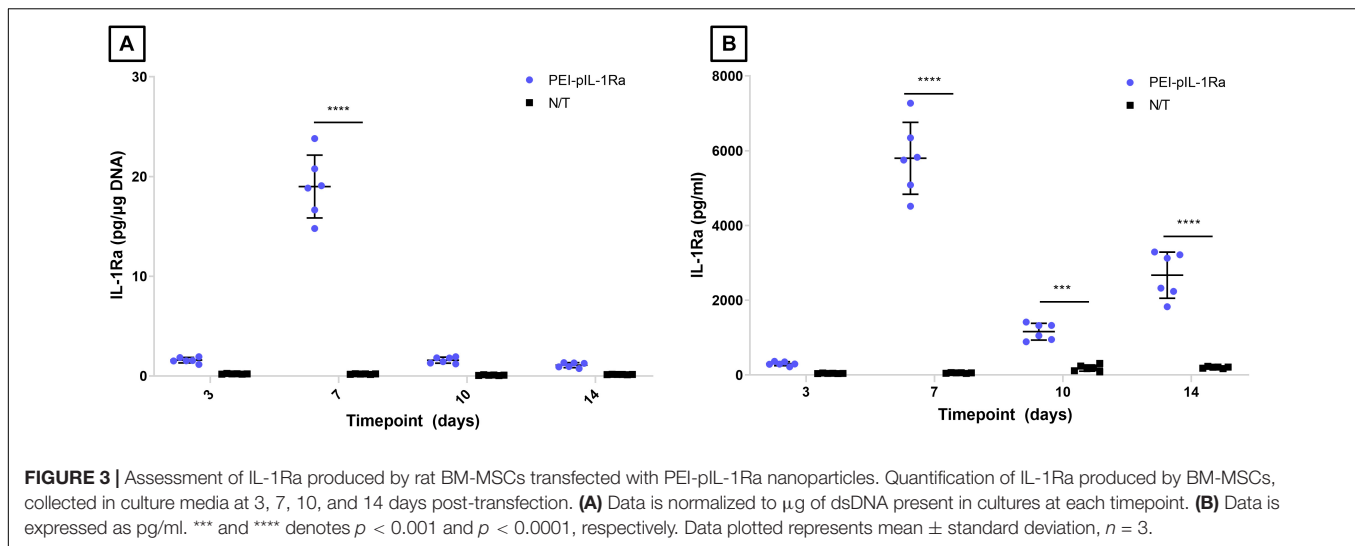 A
30
20
10
0
IL-1Ra (pg/µg DNA)
****
PEI-pIL-1Ra
N/T
3 7 10 14
Timepoint (days)
B
8000
6000
4000
2000
0
IL-1Ra (pg/ml)
****
***
****
PEI-pIL-1Ra
N/T
3 7 10 14
Timepoint (days)
FIGURE 3 | Assessment of IL-1Ra produced by rat BM-MSCs transfected with PEI-pIL-1Ra nanoparticles. Quantification of IL-1Ra produced by BM-MSCs,
collected in culture media at 3, 7, 10, and 14 days post-transfection. (A) Data is normalized to µg of dsDNA present in cultures at each timepoint. (B) Data is
expressed as pg/ml. *** and **** denotes p < 0.001 and p < 0.0001, respectively. Data plotted represents mean ± standard deviation, n = 3.